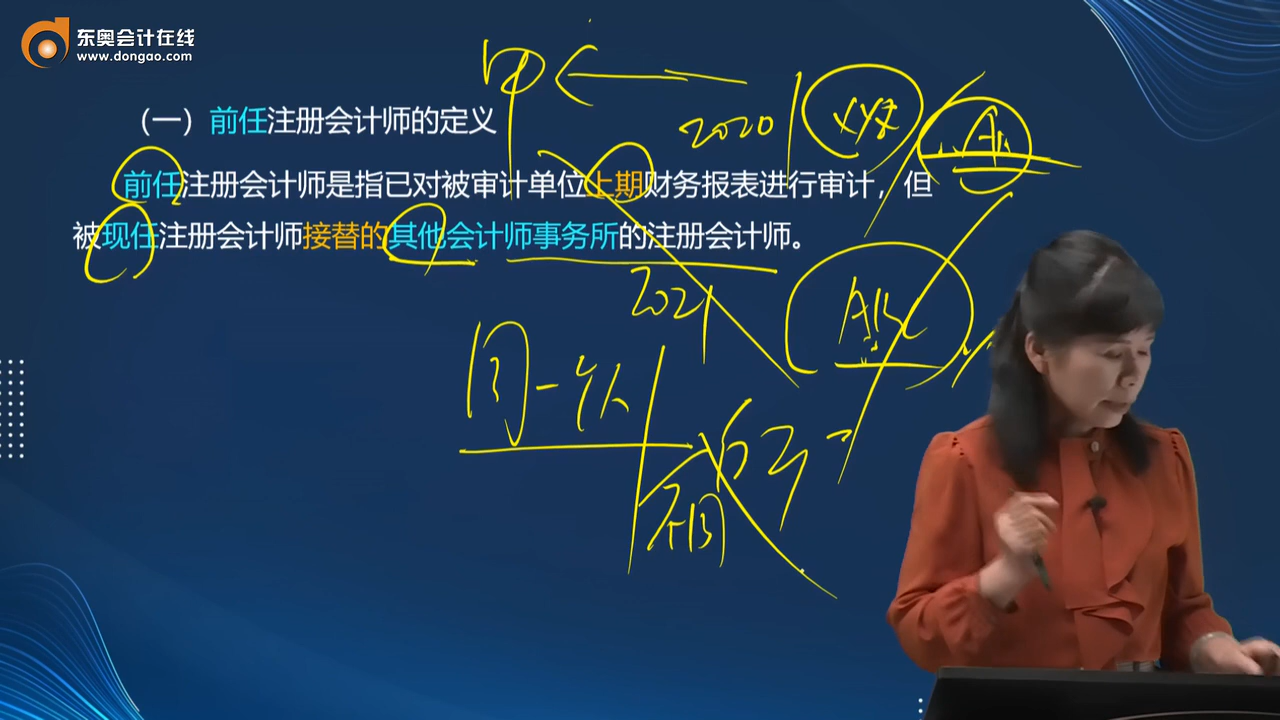 东奥会计在线
www.dongao.com
甲
2020 XYZ
（一）前任注册会计师的定义
前任注册会计师是指已对被审计单位上期财务报表进行审计，但
被现任注册会计师接替的其他会计师事务所的注册会计师。
2021 ABC
同一
不同